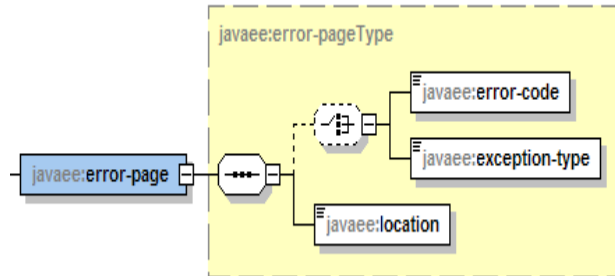 javaee:error-pageType
javaee:error-code
javaee:exception-type
javaee:error-page
javaee:location